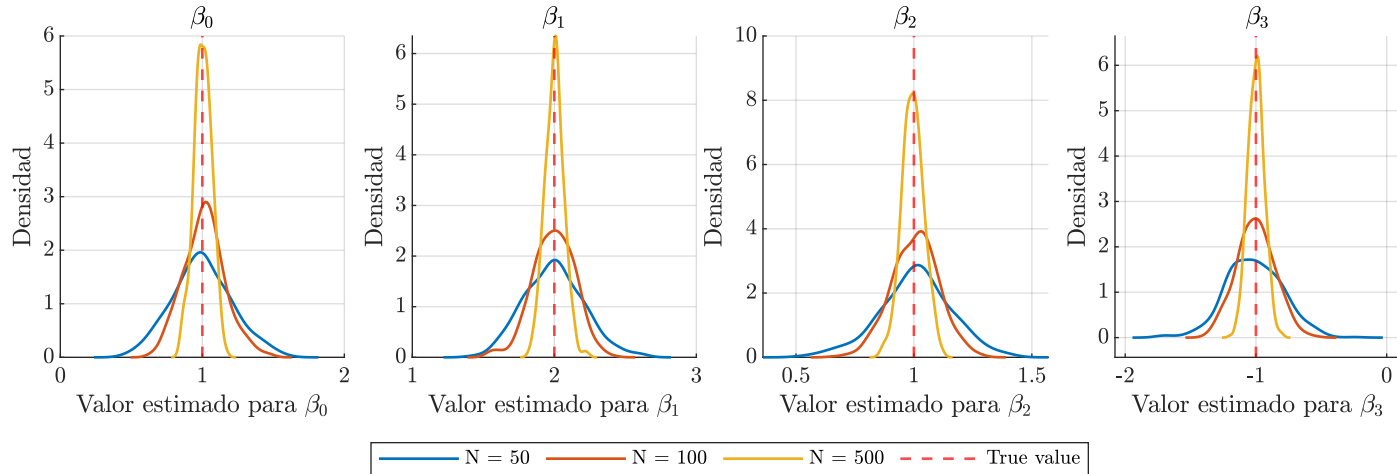 β0
β1
β2
β3
Densidad
6
5
4
3
2
1
0
0
1
2
Valor estimado para β0
Densidad
6
5
4
3
2
1
0
1
2
3
Valor estimado para β1
Densidad
10
8
6
4
2
0
0.5
1
1.5
Valor estimado para β2
Densidad
6
5
4
3
2
1
0
-2
-1
0
Valor estimado para β3
N = 50
N = 100
N = 500
True value